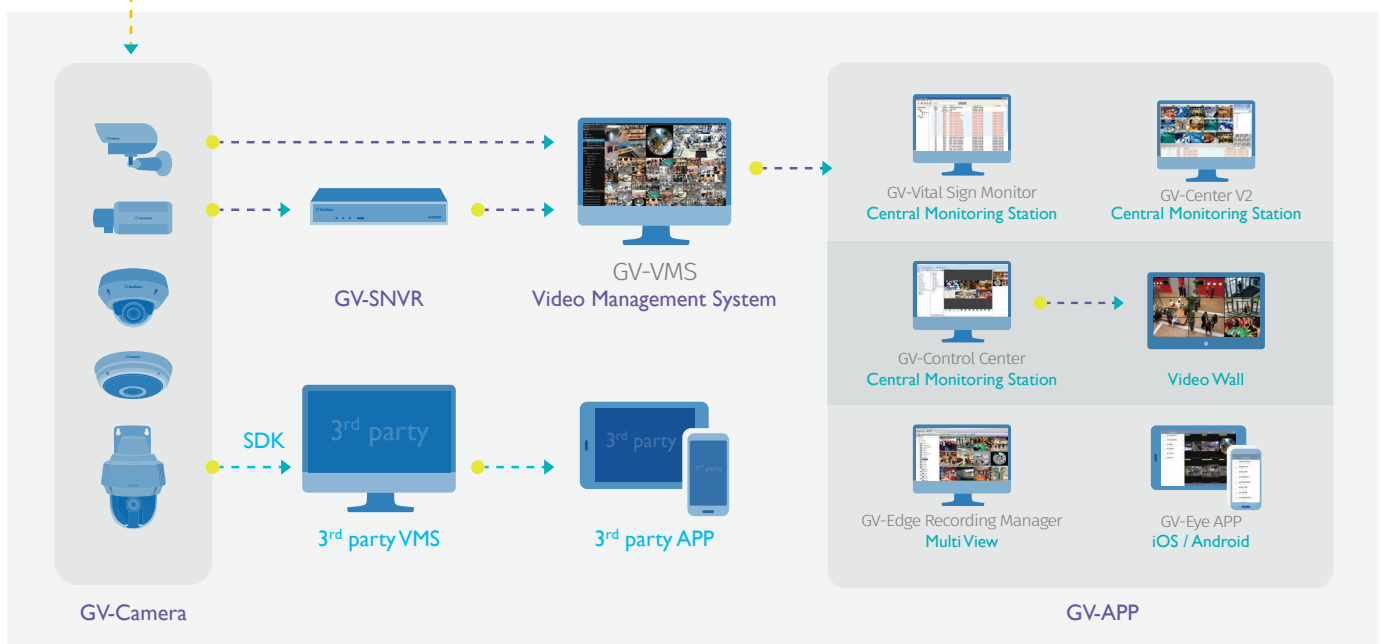 GV-Vital Sign Monitor
Central Monitoring Station
GV-Center V2
Central Monitoring Station
GV-SNVR
GV-VMS
Video Management System
GV-Control Center
Central Monitoring Station
Video Wall
SDK
3rd party
3rd party VMS
3rd party
3rd party
3rd party APP
GV-Edge Recording Manager
Multi View
GV-Eye APP
iOS / Android
GV-Camera
GV-APP